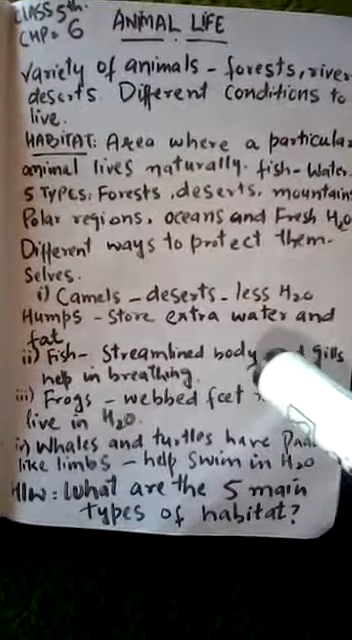 CLASS 5th.
CHP= 6 ANIMAL LIFE
Variety of animals - forests, river
deserts. Different conditions to
live.
HABITAT: Area where a particular
animal lives naturally. fish- Water.
5 TYPES: Forests, deserts, mountains
Polar regions, oceans and Fresh H2O
Different ways to protect them-
selves.
i) Camels - deserts - less H2O
Humps - Store extra water and
fat
ii) Fish- Streamlined body gills
help in breathing.
iii) Frogs - webbed feet
live in H2O.
iv) Whales and turtles have
like limbs - help swim in H2O
H/W: What are the 5 main
types of habitat?